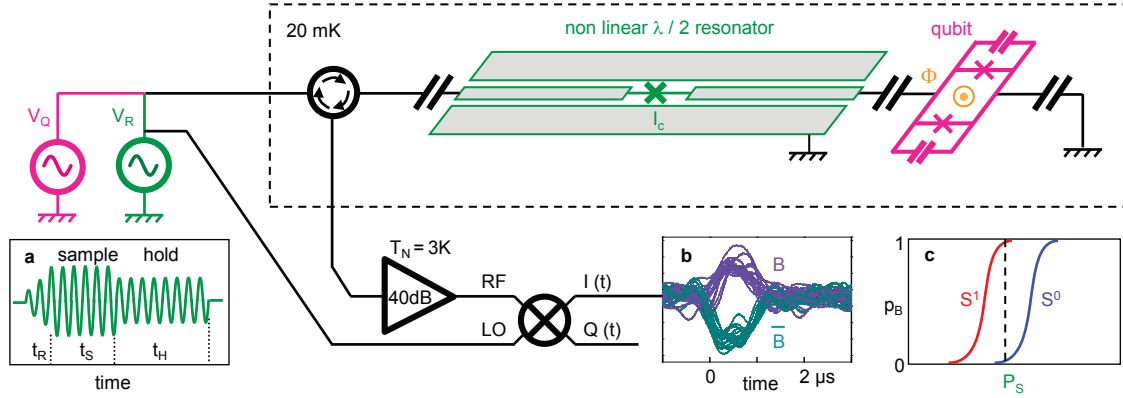 20 mK
non linear λ / 2 resonator
qubit
Φ
V_Q
V_R
I_c
a
sample
hold
t_R
t_S
t_H
time
T_N = 3K
40dB
RF
LO
I (t)
Q (t)
b
B
B̅
0
time
2 µs
c
1
p_B
0
S¹
S⁰
P_S